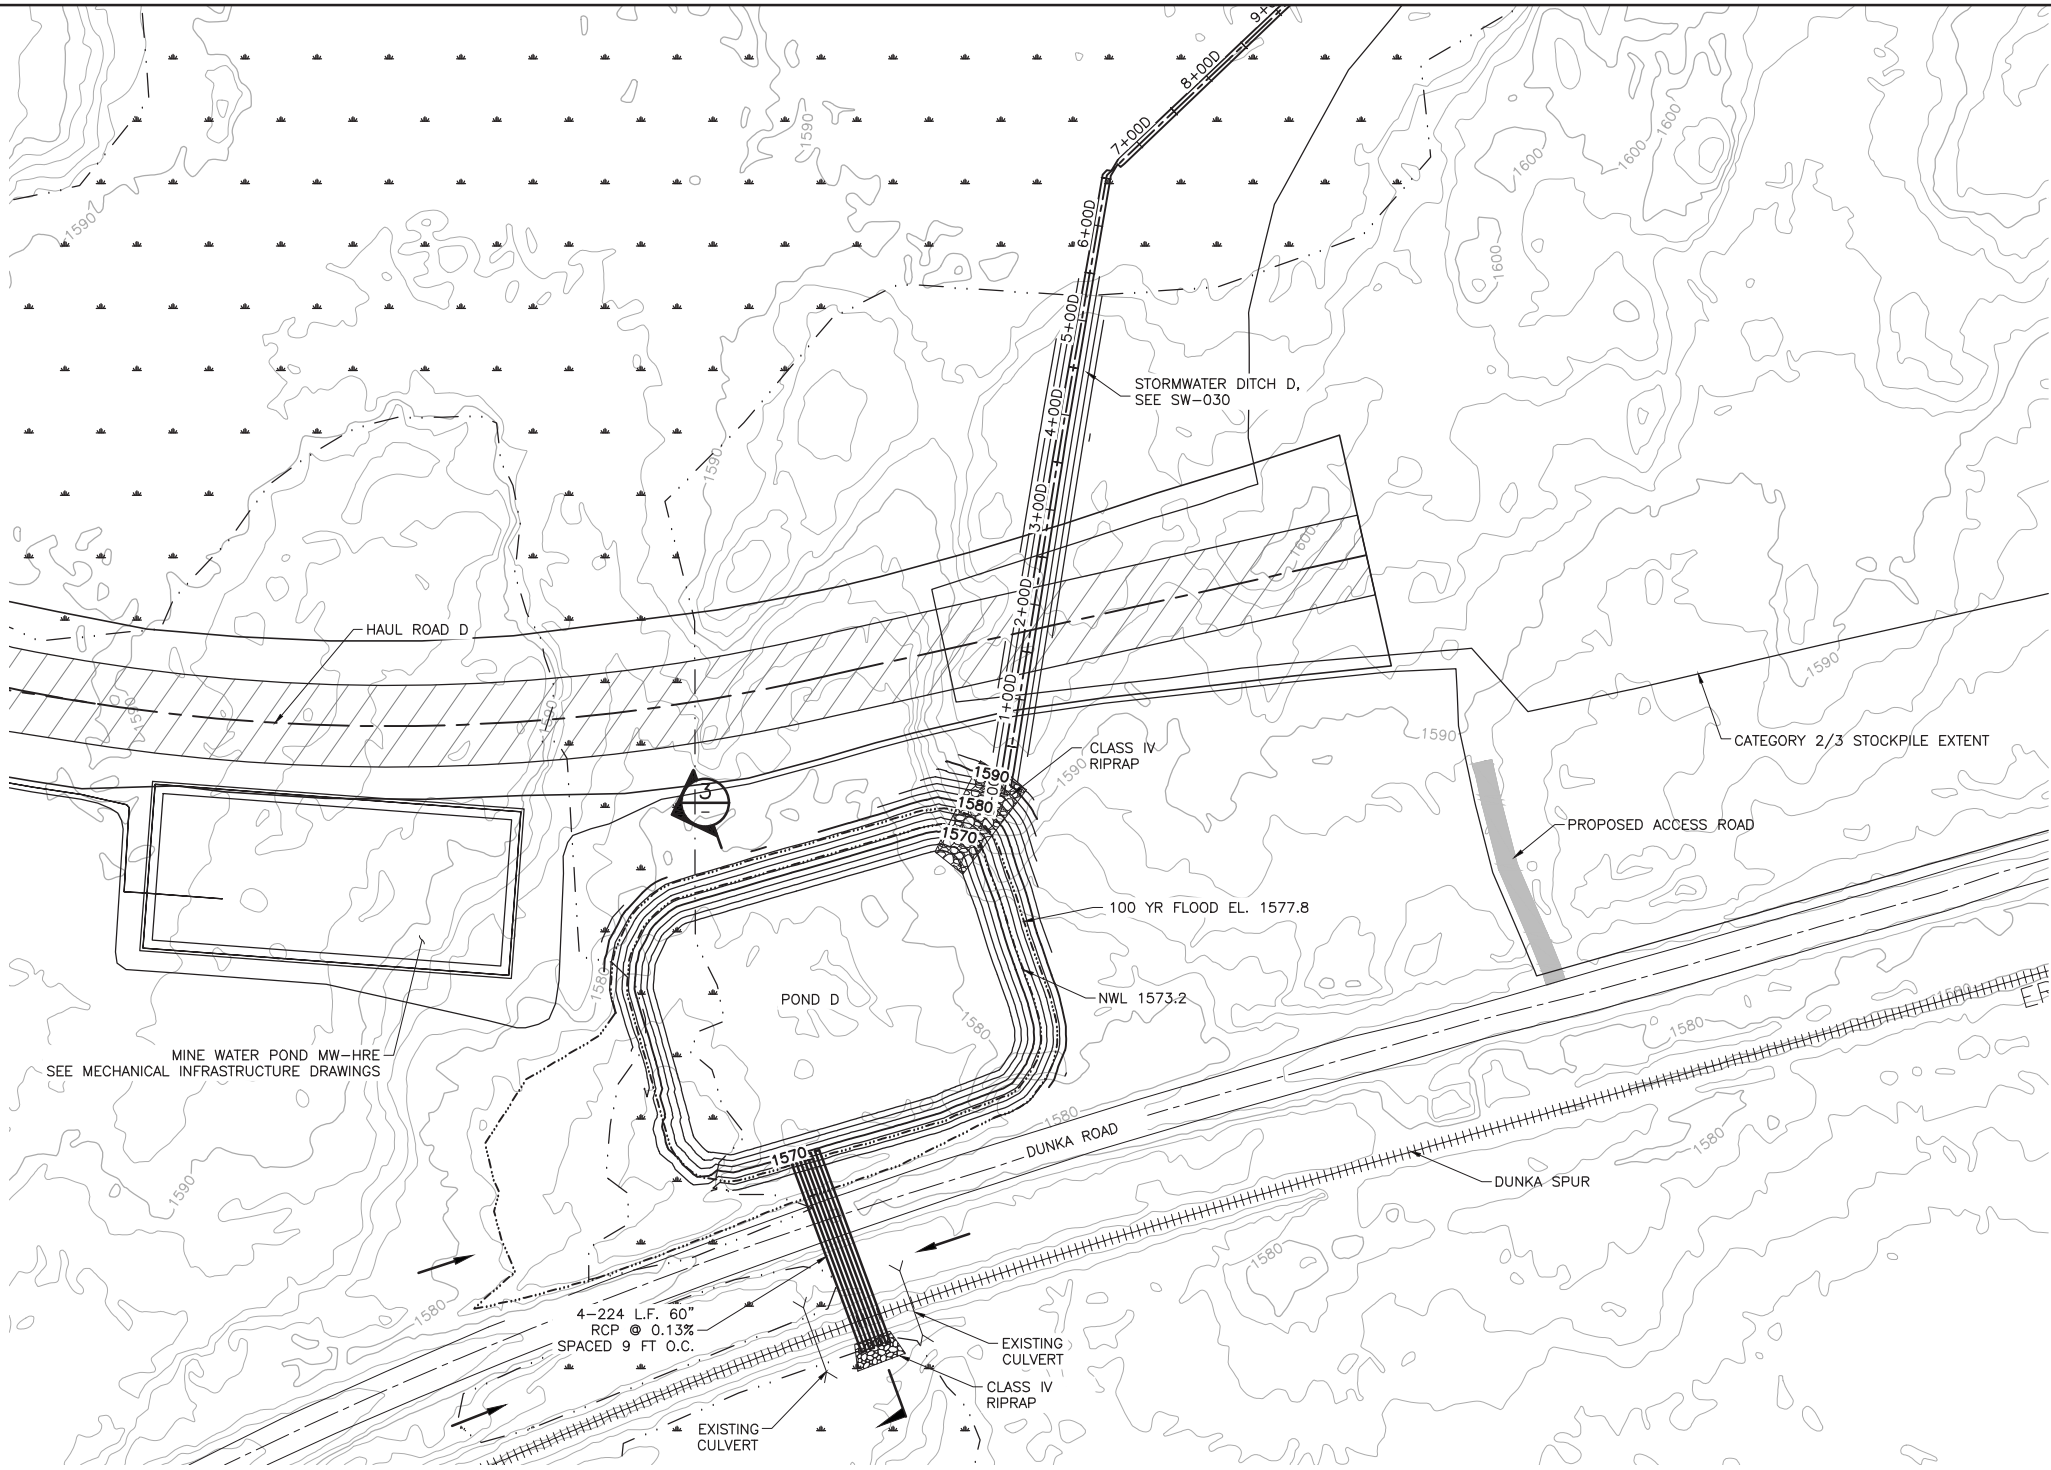 9+
8+00D
7+00D
1590
1600
1600
1600
6+00D
1590
1600
5+00D
STORMWATER DITCH D,
SEE SW-030
4+00D
1590
3+00D
1600
2+00D
HAUL ROAD D
1590
1+00D
1590
1590
1590
CATEGORY 2/3 STOCKPILE EXTENT
CLASS IV
RIPRAP
1590
1590
3
-
1580
1570
PROPOSED ACCESS ROAD
100 YR FLOOD EL. 1577.8
1580
POND D
NWL 1573.2
1580
1580
1580
ER
MINE WATER POND MW-HRE
SEE MECHANICAL INFRASTRUCTURE DRAWINGS
1580
DUNKA ROAD
1580
1570
1590
DUNKA SPUR
1580
1580
4-224 L.F. 60"
RCP @ 0.13%
SPACED 9 FT O.C.
EXISTING
CULVERT
CLASS IV
RIPRAP
EXISTING
CULVERT